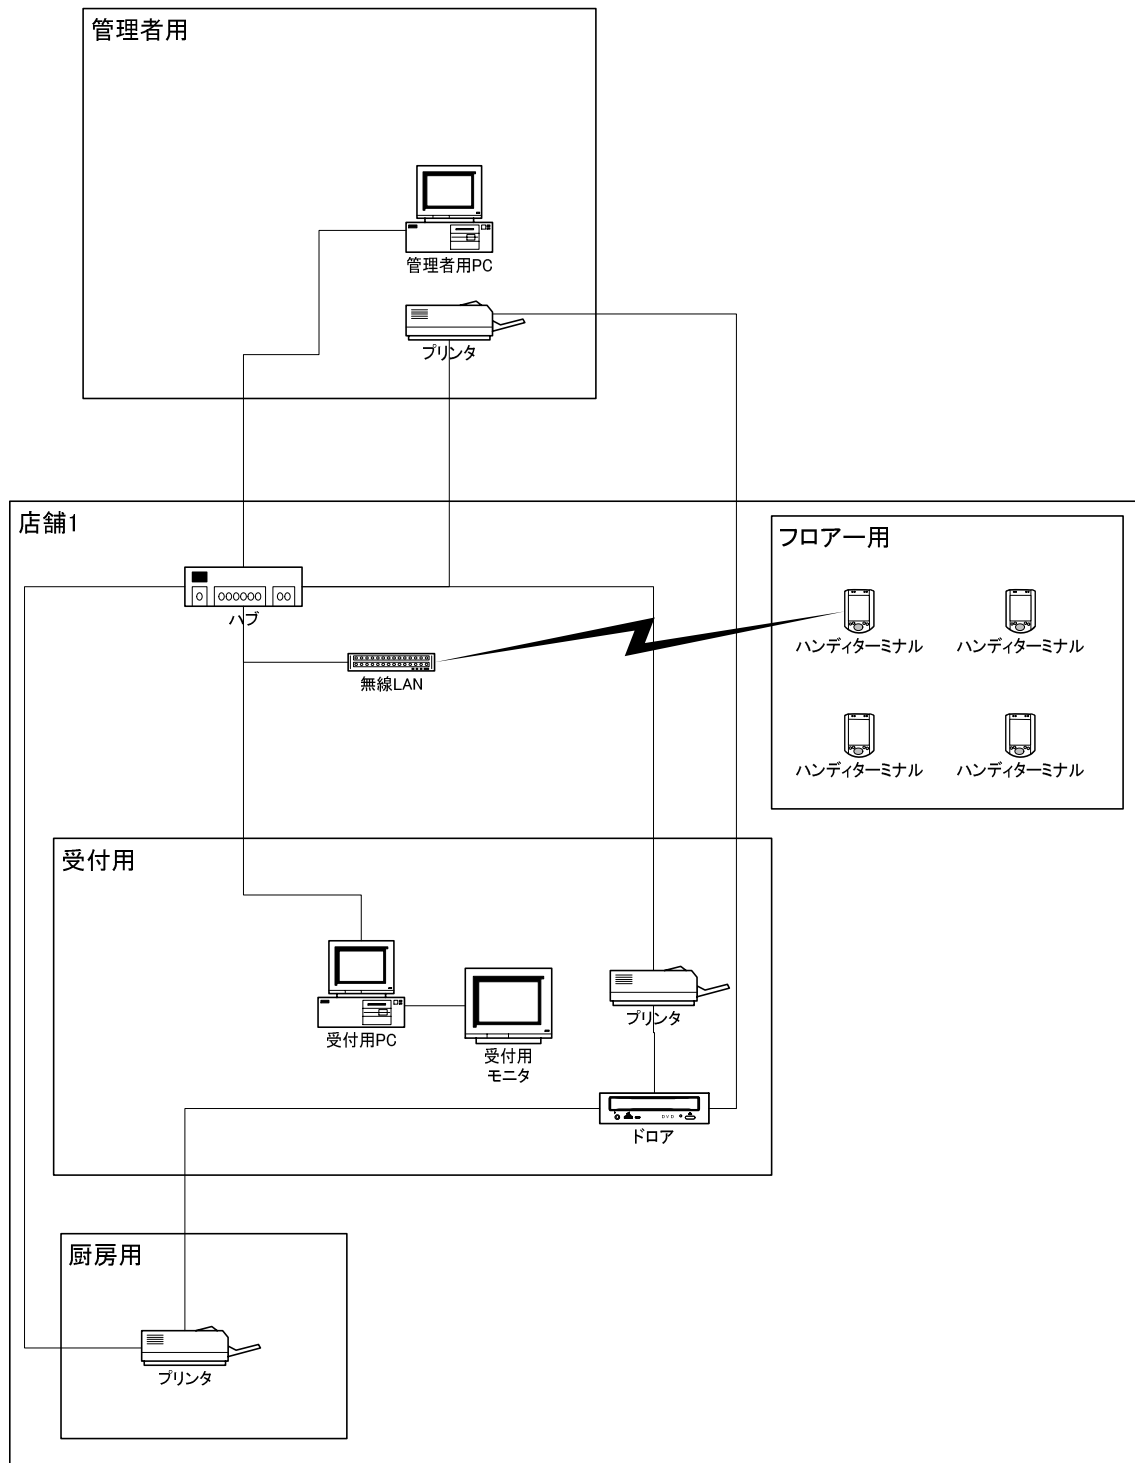 管理者用
管理者用PC
プリンタ
店舗1
フロアー用
ハブ
ハンディターミナル
ハンディターミナル
無線LAN
ハンディターミナル
ハンディターミナル
受付用
受付用PC
受付用
モニタ
プリンタ
DVD
ドロア
厨房用
プリンタ